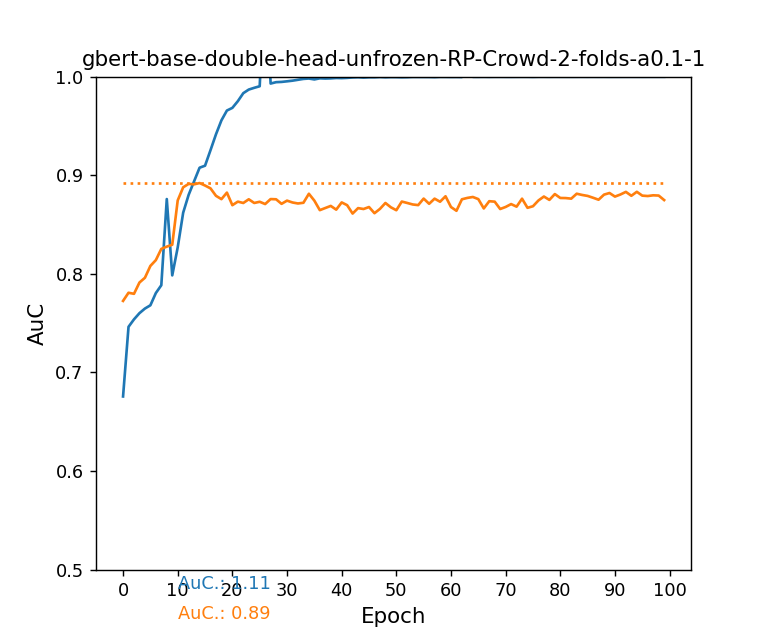 gbert-base-double-head-unfrozen-RP-Crowd-2-folds-a0.1-1
1.0
0.9
0.8
0.7
0.6
0.5
AuC
0 10 20 30 40 50 60 70 80 90 100
AuC.: 1.11
AuC.: 0.89
Epoch